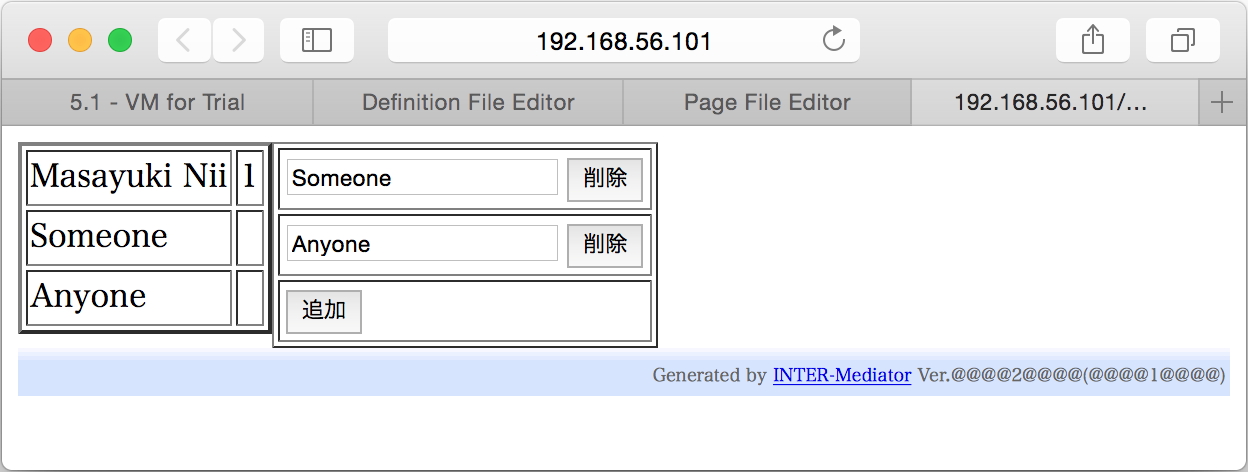 192.168.56.101
5.1 - VM for Trial
Definition File Editor
Page File Editor
192.168.56.101/...
Masayuki Nii 1
Someone
Anyone
Someone 削除
Anyone 削除
追加
Generated by INTER-Mediator Ver.@@@@2@@@@(@@@@1@@@@)